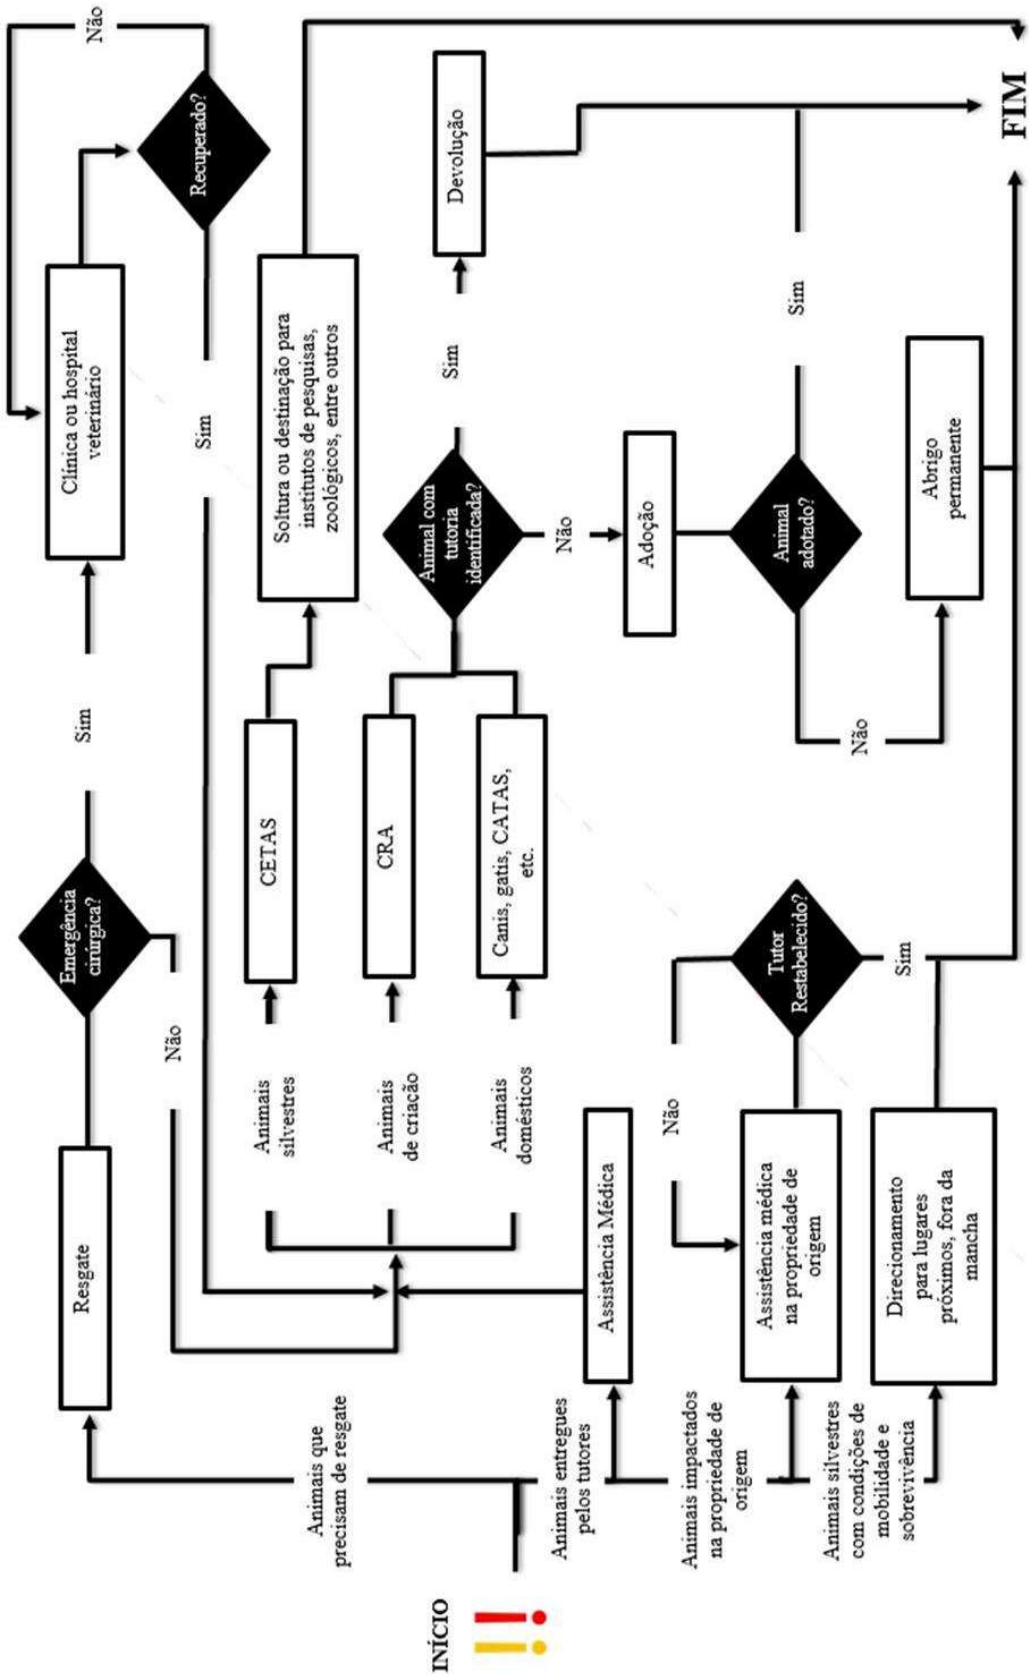 INÍCIO
Animais que
precisam de resgate
Resgate
Emergência
cirúrgica?
Sim
Clínica ou hospital
veterinário
Recuperado?
Não
Sim
Não
Animais entregues
pelos tutores
Assistência Médica
Animais
silvestres
CETAS
Soltura ou destinação para
institutos de pesquisas,
zoológicos, entre outros
Animais
de criação
CRA
Animais
domésticos
Canis, gatis, CATAS,
etc.
Animal com
tutoria
identificada?
Sim
Devolução
Não
Adoção
Animal
adotado?
Sim
Não
Abrigo
permanente
Animais impactados
na propriedade de
origem
Assistência médica
na propriedade de
origem
Tutor
Restabelecido?
Não
Sim
Animais silvestres
com condições de
mobilidade e
sobrevivência
Direcionamento
para lugares
próximos, fora da
mancha
FIM